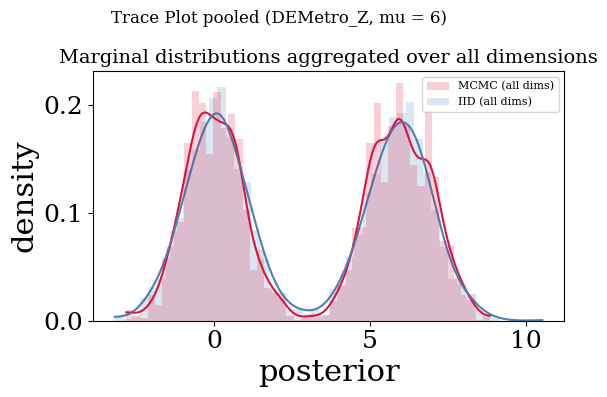 Trace Plot pooled (DEMetro_Z, mu = 6)
Marginal distributions aggregated over all dimensions
MCMC (all dims)
IID (all dims)
density
0.2
0.1
0.0
0
5
10
posterior